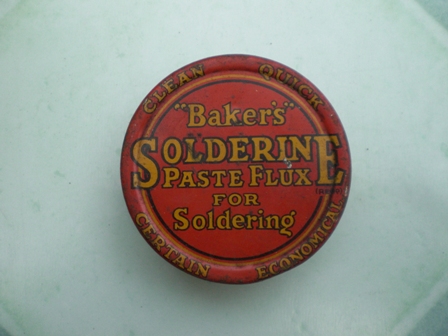 CLEAN QUICK
"Baker's"
SOLDERINE
PASTE FLUX
FOR
Soldering
CERTAIN ECONOMICAL